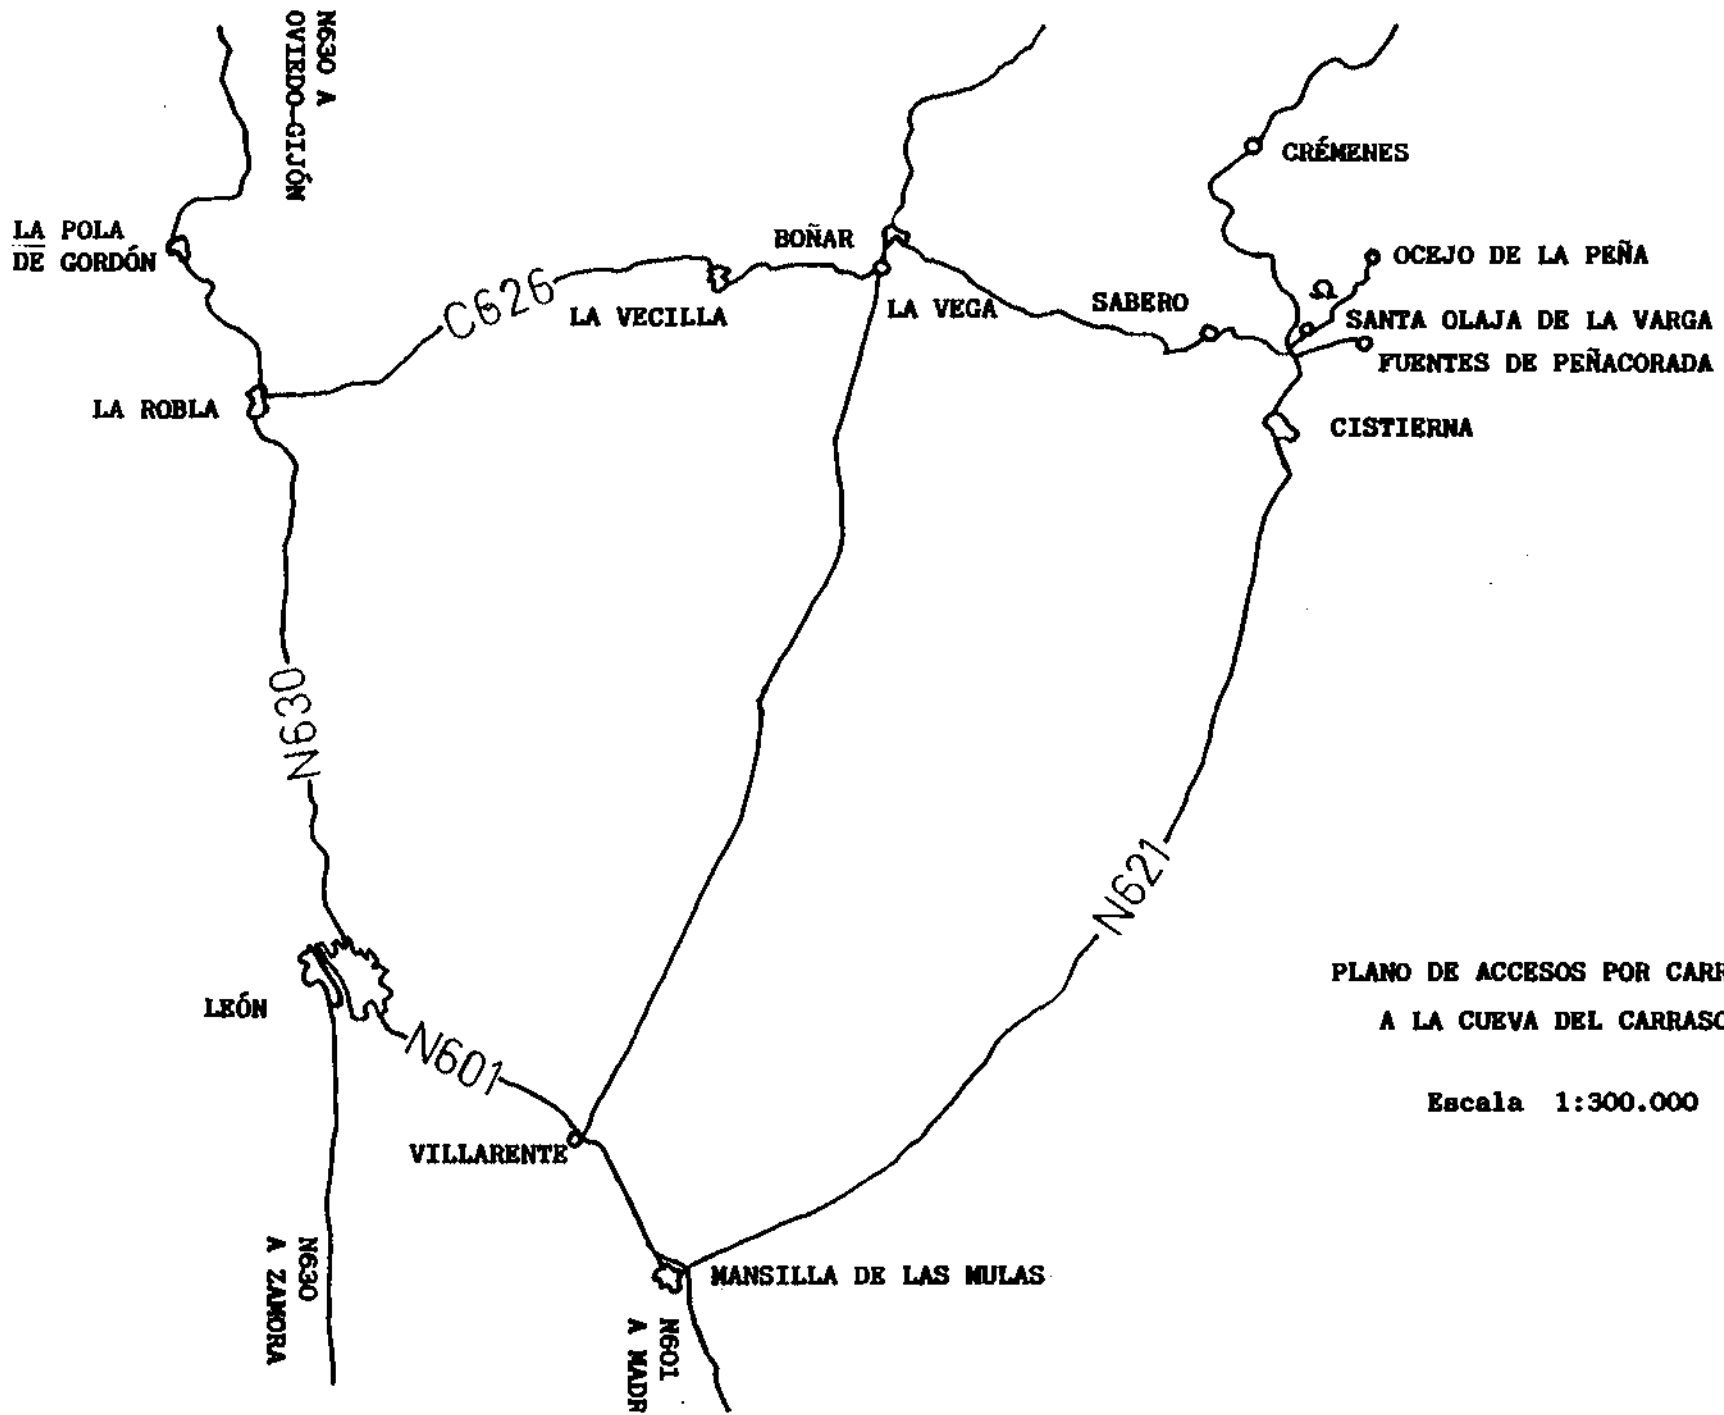 N630 A
OVIEDO-GIJÓN
CRÉMENES
LA POLA
DE GORDÓN
BOÑAR
OCEJO DE LA PEÑA
Ω
C626
LA VECILLA
LA VEGA
SABERO
SANTA OLAJA DE LA VARGA
FUENTES DE PEÑACORADA
LA ROBLA
CISTIERNA
N630
N621
LEÓN
PLANO DE ACCESOS POR CARR
A LA CUEVA DEL CARRASC
N601
Escala 1:300.000
VILLARENTE
N630
A ZAMORA
MANSILLA DE LAS MULAS
N601
A MADR